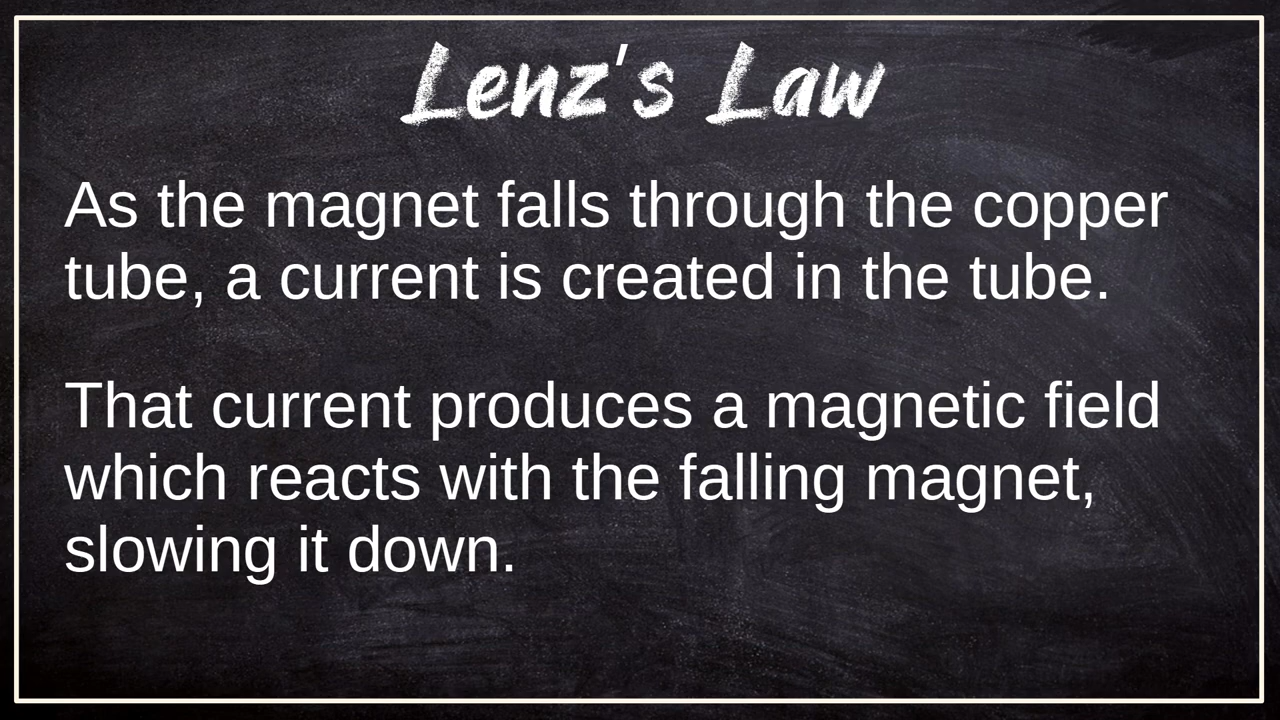 Lenz's Law
As the magnet falls through the copper
tube, a current is created in the tube.
That current produces a magnetic field
which reacts with the falling magnet,
slowing it down.